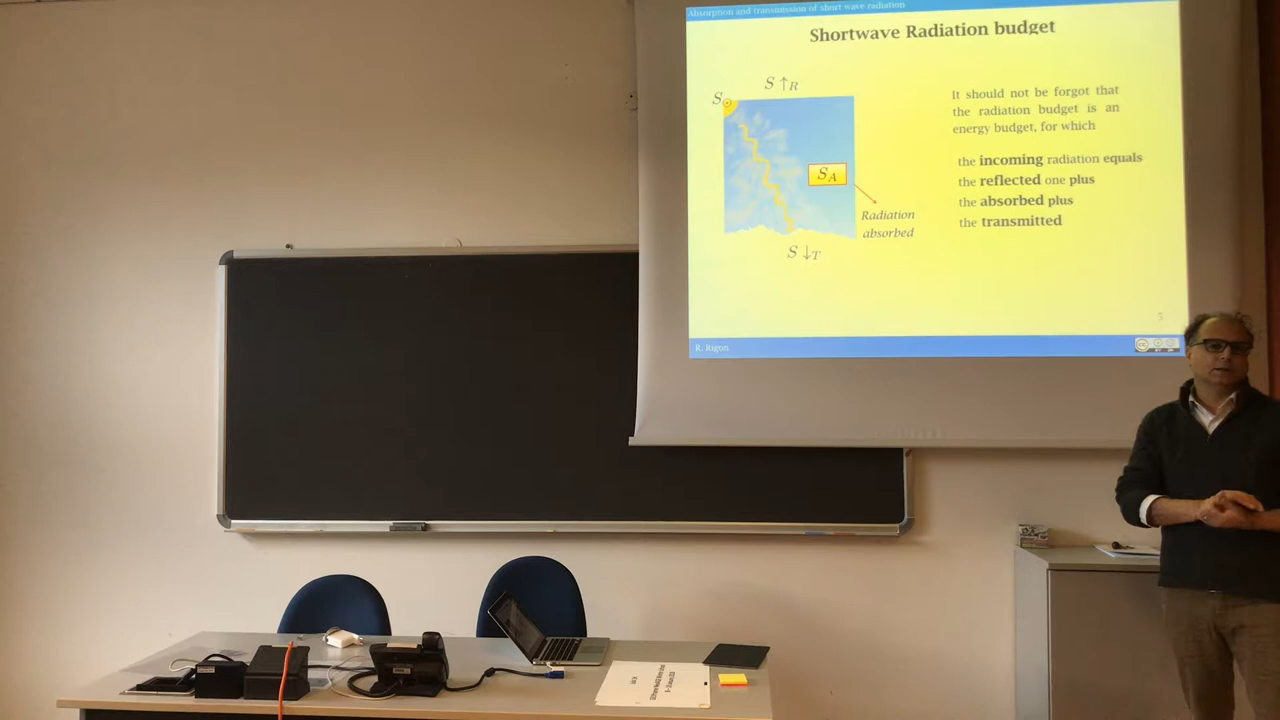 Absorption and transmission of short wave radiation
Shortwave Radiation budget
S ↑R
S⊙
It should not be forgot that
the radiation budget is an
energy budget, for which
the incoming radiation equals
the reflected one plus
the absorbed plus
the transmitted
SA
Radiation
absorbed
S ↓T
5
R. Rigon